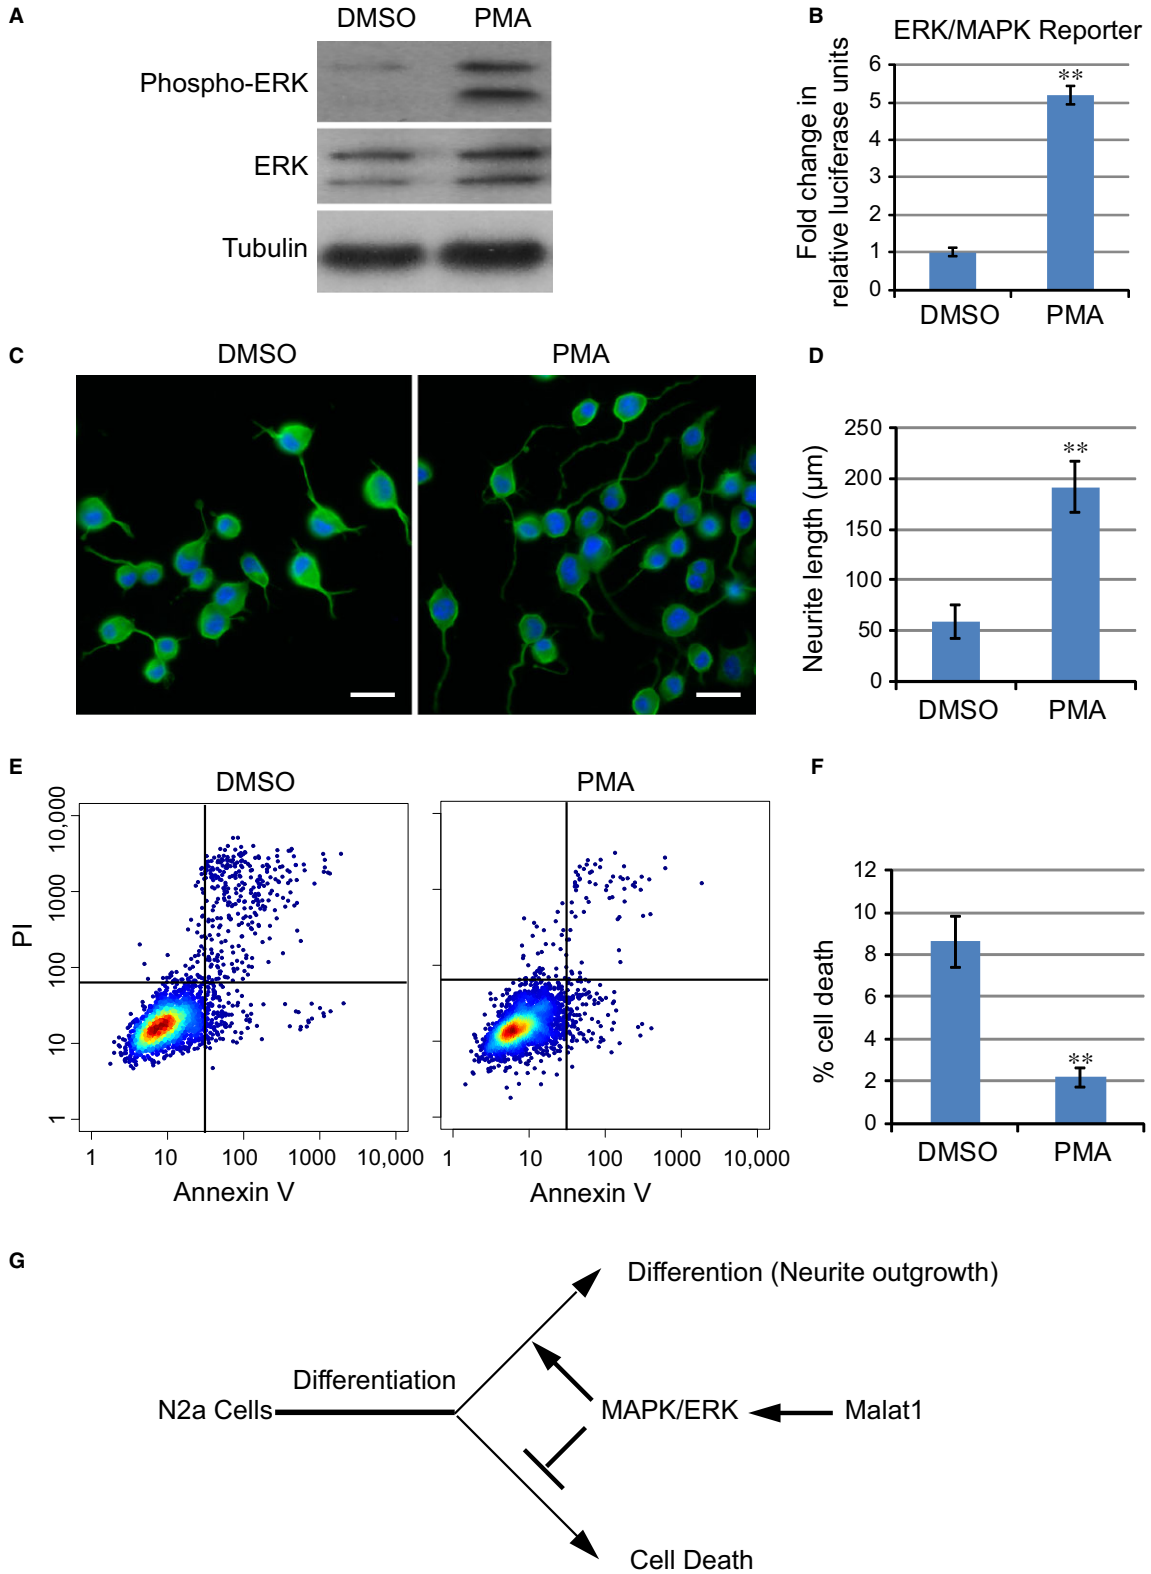 A
DMSO PMA
Phospho-ERK
ERK
Tubulin
B
ERK/MAPK Reporter
Fold change in
relative luciferase units
6
5
4
3
2
1
0
**
DMSO PMA
C
DMSO PMA
D
Neurite length (µm)
250
200
150
100
50
0
**
DMSO PMA
E
DMSO PMA
PI
10,000
1000
100
10
1
1 10 100 1000 10,000
Annexin V
1 10 100 1000 10,000
Annexin V
F
% cell death
12
10
8
6
4
2
0
**
DMSO PMA
G
Differention (Neurite outgrowth)
Differentiation
N2a Cells MAPK/ERK Malat1
Cell Death